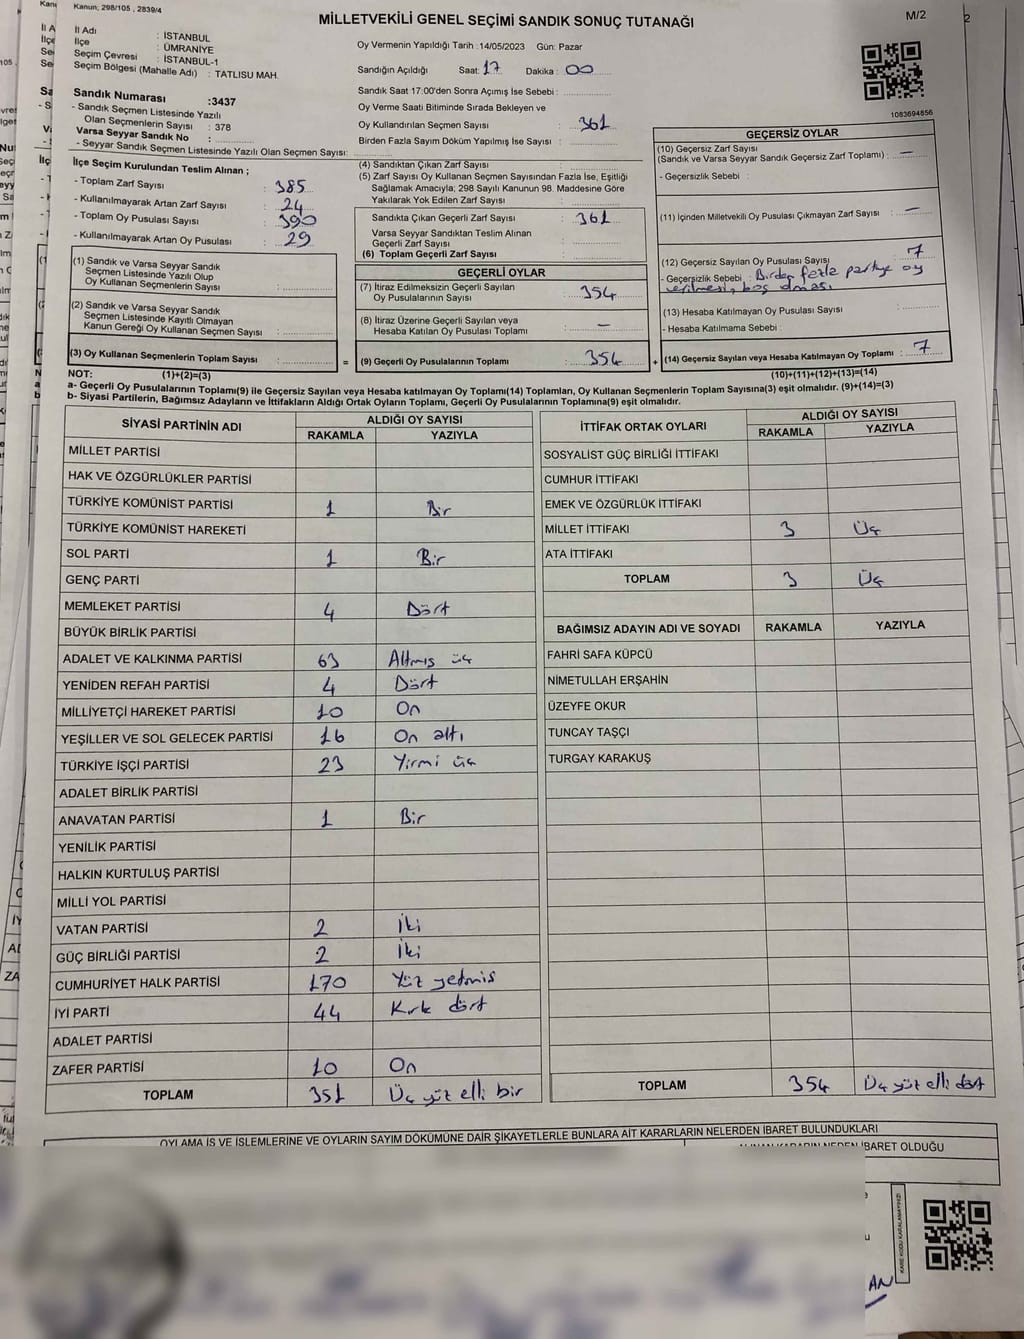 Kanun; 298/105 , 2839/4
MİLLETVEKİLİ GENEL SEÇİMİ SANDIK SONUÇ TUTANAĞI
M/2
İl Adı : İSTANBUL
İlçe : ÜMRANİYE
Seçim Çevresi : İSTANBUL-1
Seçim Bölgesi (Mahalle Adı) : TATLISU MAH.
Oy Vermenin Yapıldığı Tarih :14/05/2023 Gün: Pazar
Sandığın Açıldığı Saat: 17 Dakika : 00
Sandık Saat 17:00'den Sonra Açımış İse Sebebi :
Oy Verme Saati Bitiminde Sırada Bekleyen ve
Oy Kullandırılan Seçmen Sayısı : 361
Birden Fazla Sayım Döküm Yapılmış İse Sayısı :
1083694856
Sandık Numarası :3437
- Sandık Seçmen Listesinde Yazılı
Olan Seçmenlerin Sayısı : 378
Varsa Seyyar Sandık No :
- Seyyar Sandık Seçmen Listesinde Yazılı Olan Seçmen Sayısı:
İlçe Seçim Kurulundan Teslim Alınan ;
- Toplam Zarf Sayısı : 385
- Kullanılmayarak Artan Zarf Sayısı : 24
- Toplam Oy Pusulası Sayısı : 390
- Kullanılmayarak Artan Oy Pusulası : 29
(1) Sandık ve Varsa Seyyar Sandık
Seçmen Listesinde Yazılı Olup
Oy Kullanan Seçmenlerin Sayısı :
(2) Sandık ve Varsa Seyyar Sandık
Seçmen Listesinde Kayıtlı Olmayan
Kanun Gereği Oy Kullanan Seçmen Sayısı :
(3) Oy Kullanan Seçmenlerin Toplam Sayısı :
(1)+(2)=(3)
(4) Sandıktan Çıkan Zarf Sayısı :
(5) Zarf Sayısı Oy Kullanan Seçmen Sayısından Fazla İse, Eşitliği
Sağlamak Amacıyla; 298 Sayılı Kanunun 98. Maddesine Göre
Yakılarak Yok Edilen Zarf Sayısı :
Sandıkta Çıkan Geçerli Zarf Sayısı : 361
Varsa Seyyar Sandıktan Teslim Alınan
Geçerli Zarf Sayısı :
(6) Toplam Geçerli Zarf Sayısı :
GEÇERLİ OYLAR
(7) İtiraz Edilmeksizin Geçerli Sayılan
Oy Pusulalarının Sayısı : 354
(8) İtiraz Üzerine Geçerli Sayılan veya
Hesaba Katılan Oy Pusulası Toplamı : —
= (9) Geçerli Oy Pusulalarının Toplamı : 354 +
GEÇERSİZ OYLAR
(10) Geçersiz Zarf Sayısı
(Sandık ve Varsa Seyyar Sandık Geçersiz Zarf Toplamı) : —
- Geçersizlik Sebebi :
(11) İçinden Milletvekili Oy Pusulası Çıkmayan Zarf Sayısı : —
(12) Geçersiz Sayılan Oy Pusulası Sayısı : 7
- Geçersizlik Sebebi : Birden fazla partiye oy
verilmesi, boş olması
(13) Hesaba Katılmayan Oy Pusulası Sayısı :
- Hesaba Katılmama Sebebi :
(14) Geçersiz Sayılan veya Hesaba Katılmayan Oy Toplamı : 7
(10)+(11)+(12)+(13)=(14)
NOT:
a- Geçerli Oy Pusulalarının Toplamı(9) ile Geçersiz Sayılan veya Hesaba katılmayan Oy Toplamı(14) Toplamları, Oy Kullanan Seçmenlerin Toplam Sayısına(3) eşit olmalıdır. (9)+(14)=(3)
b- Siyasi Partilerin, Bağımsız Adayların ve İttifakların Aldığı Ortak Oyların Toplamı, Geçerli Oy Pusulalarının Toplamına(9) eşit olmalıdır.
SİYASİ PARTİNİN ADI ALDIĞI OY SAYISI
RAKAMLA YAZIYLA
MİLLET PARTİSİ
HAK VE ÖZGÜRLÜKLER PARTİSİ
TÜRKİYE KOMÜNİST PARTİSİ 1 Bir
TÜRKİYE KOMÜNİST HAREKETİ
SOL PARTİ 1 Bir
GENÇ PARTİ
MEMLEKET PARTİSİ 4 Dört
BÜYÜK BİRLİK PARTİSİ
ADALET VE KALKINMA PARTİSİ 63 Altmış üç
YENİDEN REFAH PARTİSİ 4 Dört
MİLLİYETÇİ HAREKET PARTİSİ 10 On
YEŞİLLER VE SOL GELECEK PARTİSİ 16 On altı
TÜRKİYE İŞÇİ PARTİSİ 23 Yirmi üç
ADALET BİRLİK PARTİSİ
ANAVATAN PARTİSİ 1 Bir
YENİLİK PARTİSİ
HALKIN KURTULUŞ PARTİSİ
MİLLİ YOL PARTİSİ
VATAN PARTİSİ 2 İki
GÜÇ BİRLİĞİ PARTİSİ 2 İki
CUMHURİYET HALK PARTİSİ 170 Yüz yetmiş
İYİ PARTİ 44 Kırk dört
ADALET PARTİSİ
ZAFER PARTİSİ 10 On
TOPLAM 351 Üç yüz elli bir
İTTİFAK ORTAK OYLARI ALDIĞI OY SAYISI
RAKAMLA YAZIYLA
SOSYALİST GÜÇ BİRLİĞİ İTTİFAKI
CUMHUR İTTİFAKI
EMEK VE ÖZGÜRLÜK İTTİFAKI
MİLLET İTTİFAKI 3 Üç
ATA İTTİFAKI
TOPLAM 3 Üç
BAĞIMSIZ ADAYIN ADI VE SOYADI RAKAMLA YAZIYLA
FAHRİ SAFA KÜPCÜ
NİMETULLAH ERŞAHİN
ÜZEYFE OKUR
TUNCAY TAŞÇI
TURGAY KARAKUŞ
TOPLAM 354 Üç yüz elli dört
OYLAMA İŞ VE İŞLEMLERİNE VE OYLARIN SAYIM DÖKÜMÜNE DAİR ŞİKAYETLERLE BUNLARA AİT KARARLARIN NELERDEN İBARET BULUNDUKLARI
İBARET OLDUĞU
KARE KODU KARALAMAYINIZ!
AN